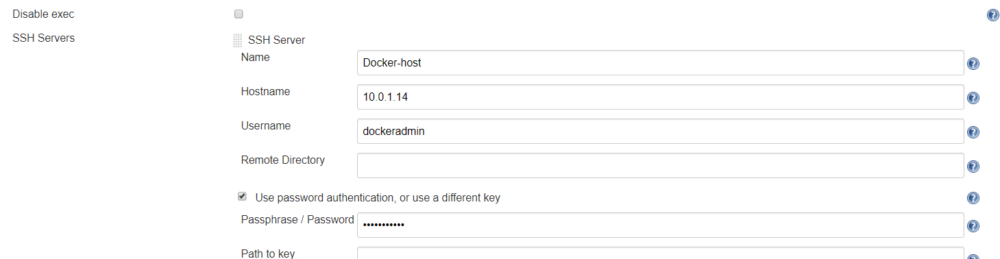 Disable exec
SSH Servers
SSH Server
Name
Docker-host
Hostname
10.0.1.14
Username
dockeradmin
Remote Directory
Use password authentication, or use a different key
Passphrase / Password
•••••••••••
Path to key